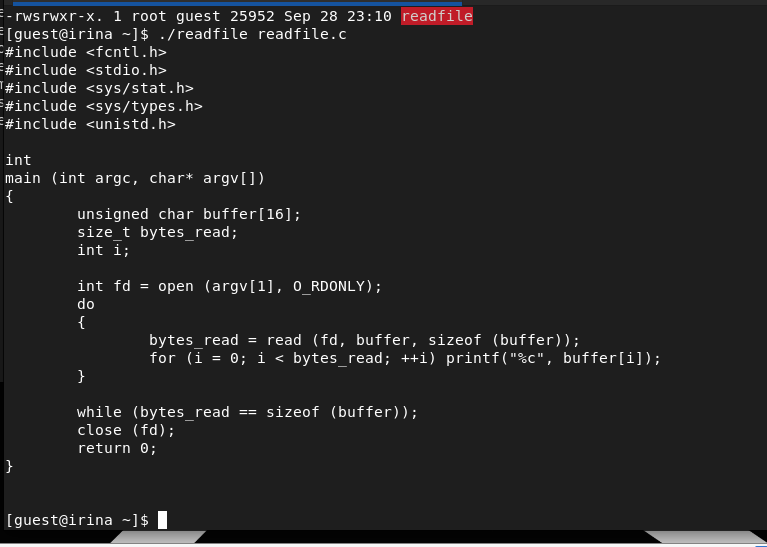 -rwsrwxr-x. 1 root guest 25952 Sep 28 23:10 readfile
[guest@irina ~]$ ./readfile readfile.c
#include <fcntl.h>
#include <stdio.h>
#include <sys/stat.h>
#include <sys/types.h>
#include <unistd.h>

int
main (int argc, char* argv[])
{
        unsigned char buffer[16];
        size_t bytes_read;
        int i;

        int fd = open (argv[1], O_RDONLY);
        do
        {
                bytes_read = read (fd, buffer, sizeof (buffer));
                for (i = 0; i < bytes_read; ++i) printf("%c", buffer[i]);
        }

        while (bytes_read == sizeof (buffer));
        close (fd);
        return 0;
}

[guest@irina ~]$